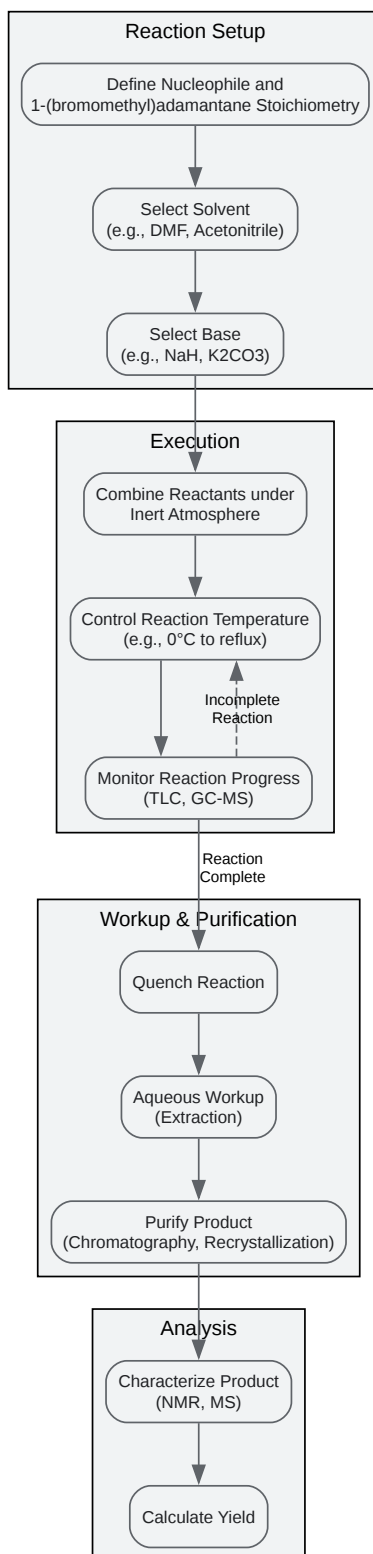 Reaction Setup
Define Nucleophile and
1-(bromomethyl)adamantane Stoichiometry
Select Solvent
(e.g., DMF, Acetonitrile)
Select Base
(e.g., NaH, K2CO3)
Execution
Combine Reactants under
Inert Atmosphere
Control Reaction Temperature
(e.g., 0°C to reflux)
Incomplete
Reaction
Monitor Reaction Progress
(TLC, GC-MS)
Reaction
Complete
Workup & Purification
Quench Reaction
Aqueous Workup
(Extraction)
Purify Product
(Chromatography, Recrystallization)
Analysis
Characterize Product
(NMR, MS)
Calculate Yield